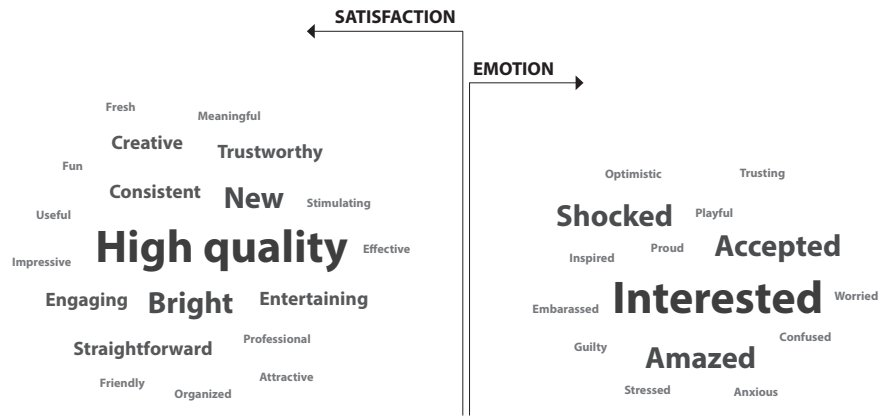 SATISFACTION
EMOTION
Fresh
Meaningful
Creative
Trustworthy
Fun
Consistent
New
Stimulating
Useful
High quality
Effective
Impressive
Engaging
Bright
Entertaining
Professional
Straightforward
Friendly
Attractive
Organized
Optimistic
Trusting
Shocked
Playful
Accepted
Proud
Inspired
Interested
Worried
Embarassed
Confused
Guilty
Amazed
Stressed
Anxious